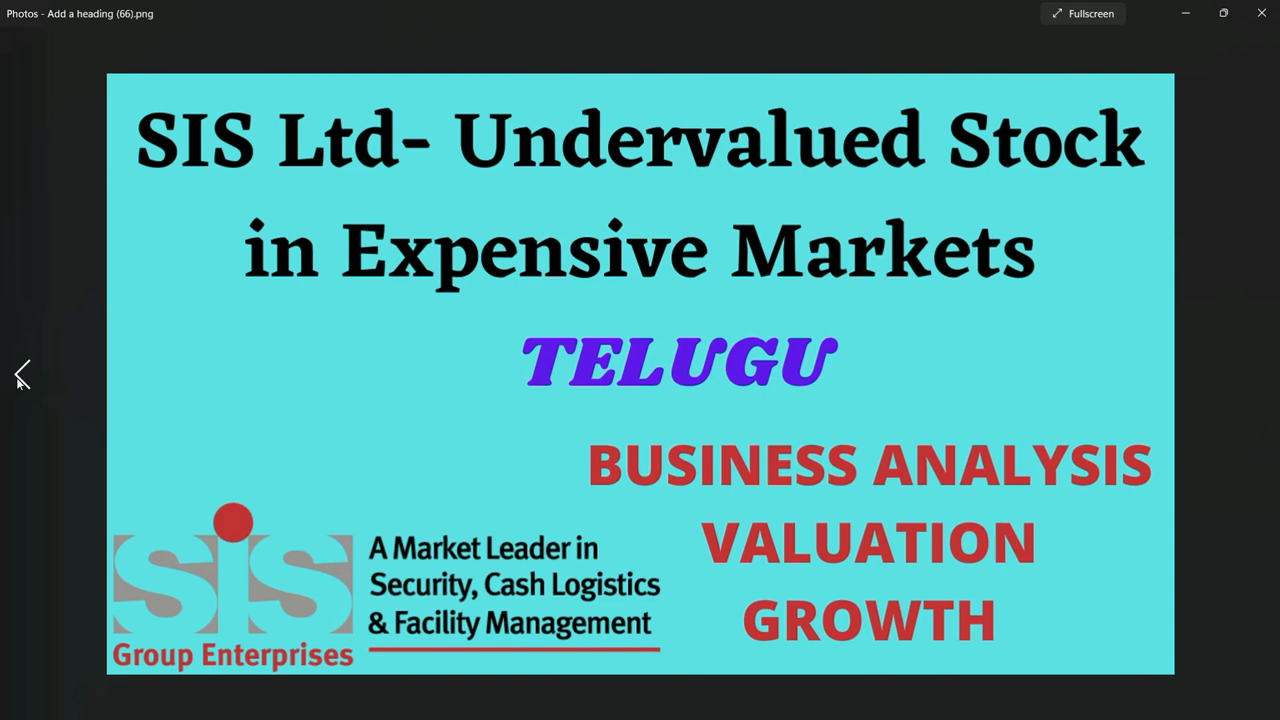 Photos - Add a heading (66).png
Fullscreen
SIS Ltd- Undervalued Stock
in Expensive Markets
TELUGU
BUSINESS ANALYSIS
VALUATION
GROWTH
sis
Group Enterprises
A Market Leader in
Security, Cash Logistics
& Facility Management